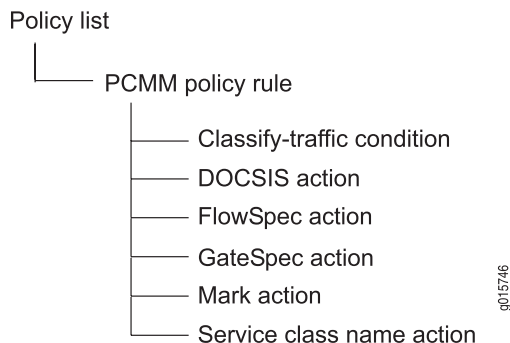 Policy list
PCMM policy rule
Classify-traffic condition
DOCSIS action
FlowSpec action
GateSpec action
Mark action
Service class name action
g015746